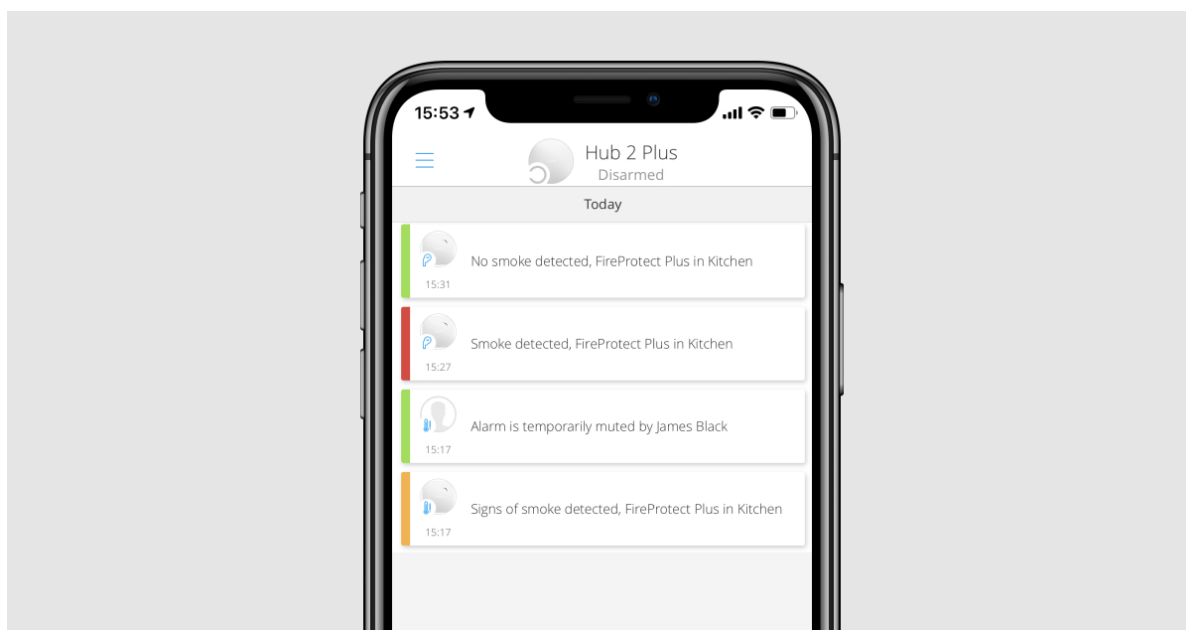 15:53
Hub 2 Plus
Disarmed
Today
No smoke detected, FireProtect Plus in Kitchen
15:31
Smoke detected, FireProtect Plus in Kitchen
15:27
Alarm is temporarily muted by James Black
15:17
Signs of smoke detected, FireProtect Plus in Kitchen
15:17